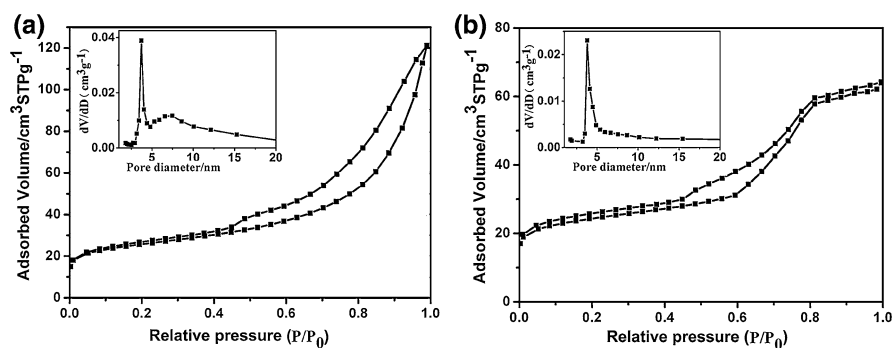 (a)
Adsorbed Volume/cm3STPg-1
120
100
80
60
40
20
0
0.0 0.2 0.4 0.6 0.8 1.0
Relative pressure (P/P0)
dV/dD ( cm3g-1)
0.04
0.02
0.00
5 10 15 20
Pore diameter/nm
(b)
Adsorbed Volume/cm3STPg-1
80
60
40
20
0
0.0 0.2 0.4 0.6 0.8 1.0
Relative pressure (P/P0)
dV/dD ( cm3g-1)
0.02
0.01
0.00
5 10 15 20
Pore diameter/nm